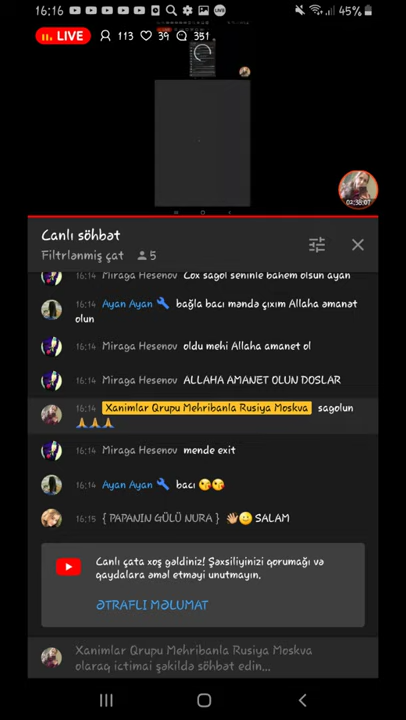 16:16
45%
LIVE 113 39 351
02:38:07
Canlı söhbət
Filtrlənmiş çat 5
16:14 Miraga Hesenov Cox sagol seninle bahem olsun ayan
16:14 Ayan Ayan 🔧 bağla bacı məndə çıxım Allaha əmanət
olun
16:14 Miraga Hesenov oldu mehi Allaha amanet ol
16:14 Miraga Hesenov ALLAHA AMANET OLUN DOSLAR
16:14 Xanimlar Qrupu Mehribanla Rusiya Moskva sagolun
🙏🙏🙏
16:14 Miraga Hesenov mende exit
16:14 Ayan Ayan 🔧 bacı 😘😘
16:15 { PAPANIN GÜLÜ NURA } 👋🏼😊 SALAM
Canlı çata xoş gəldiniz! Şəxsiliyinizi qorumağı və
qaydalara əməl etməyi unutmayın.
ƏTRAFLI MƏLUMAT
Xanimlar Qrupu Mehribanla Rusiya Moskva
olaraq ictimai şəkildə söhbət edin...